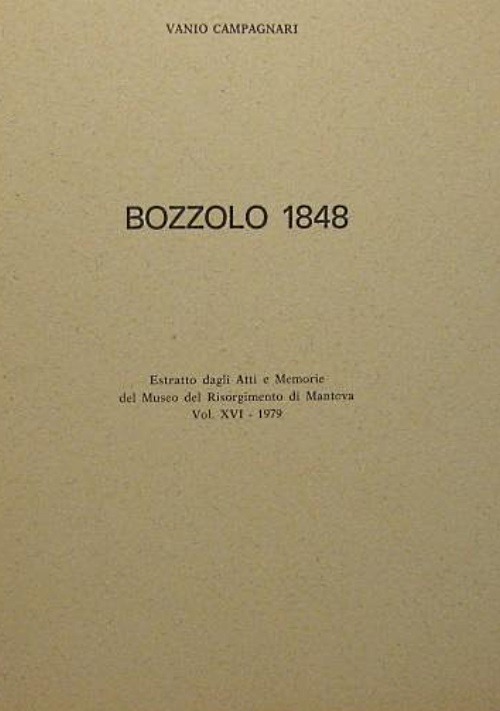 VANIO CAMPAGNARI
BOZZOLO 1848
Estratto dagli Atti e Memorie
del Museo del Risorgimento di Mantova
Vol. XVI - 1979